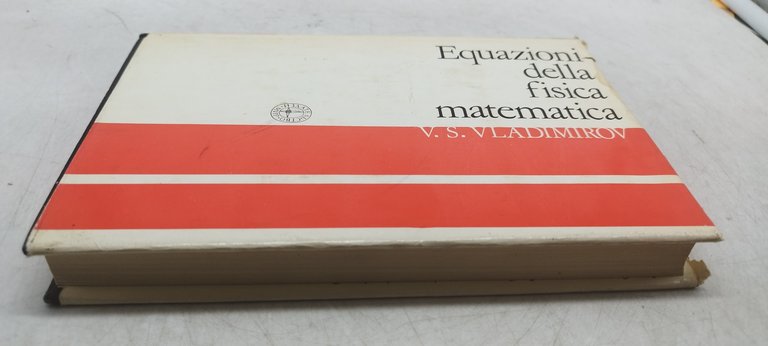 Equazioni
della
fisica
matematica
V. S. VLADIMIROV